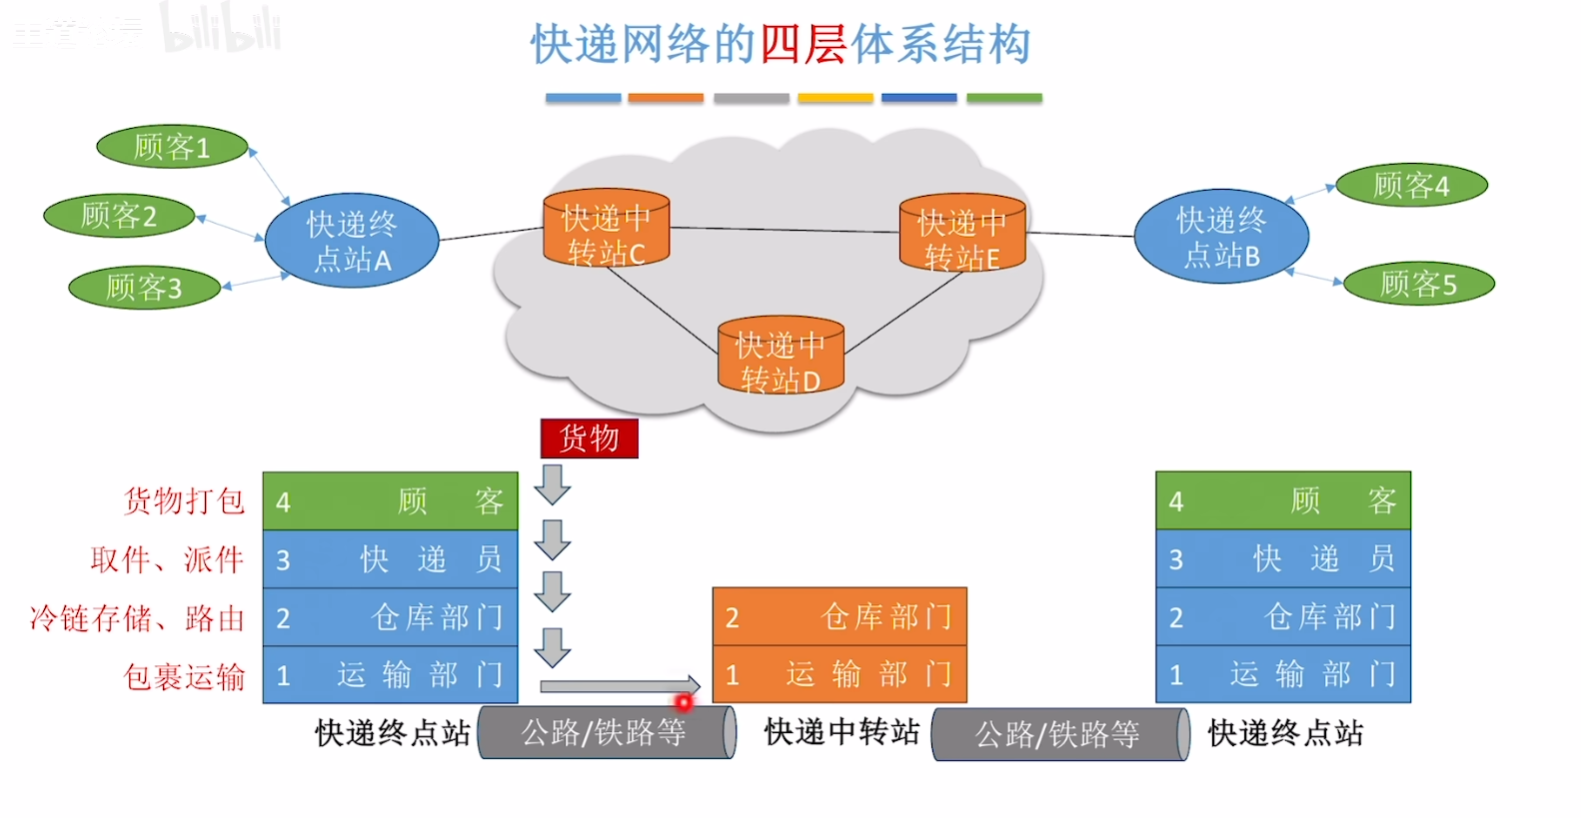 bilibili
快递网络的四层体系结构
顾客1
顾客2
顾客3
快递终
点站A
快递中
转站C
快递中
转站E
快递中
转站D
快递终
点站B
顾客4
顾客5
货物
货物打包
4 顾 客
取件、派件
3 快 递 员
冷链存储、路由
2 仓库部门
包裹运输
1 运 输 部 门
2 仓库部门
1 运 输 部 门
4 顾 客
3 快 递 员
2 仓库部门
1 运 输 部 门
快递终点站
公路/铁路等
快递中转站
公路/铁路等
快递终点站